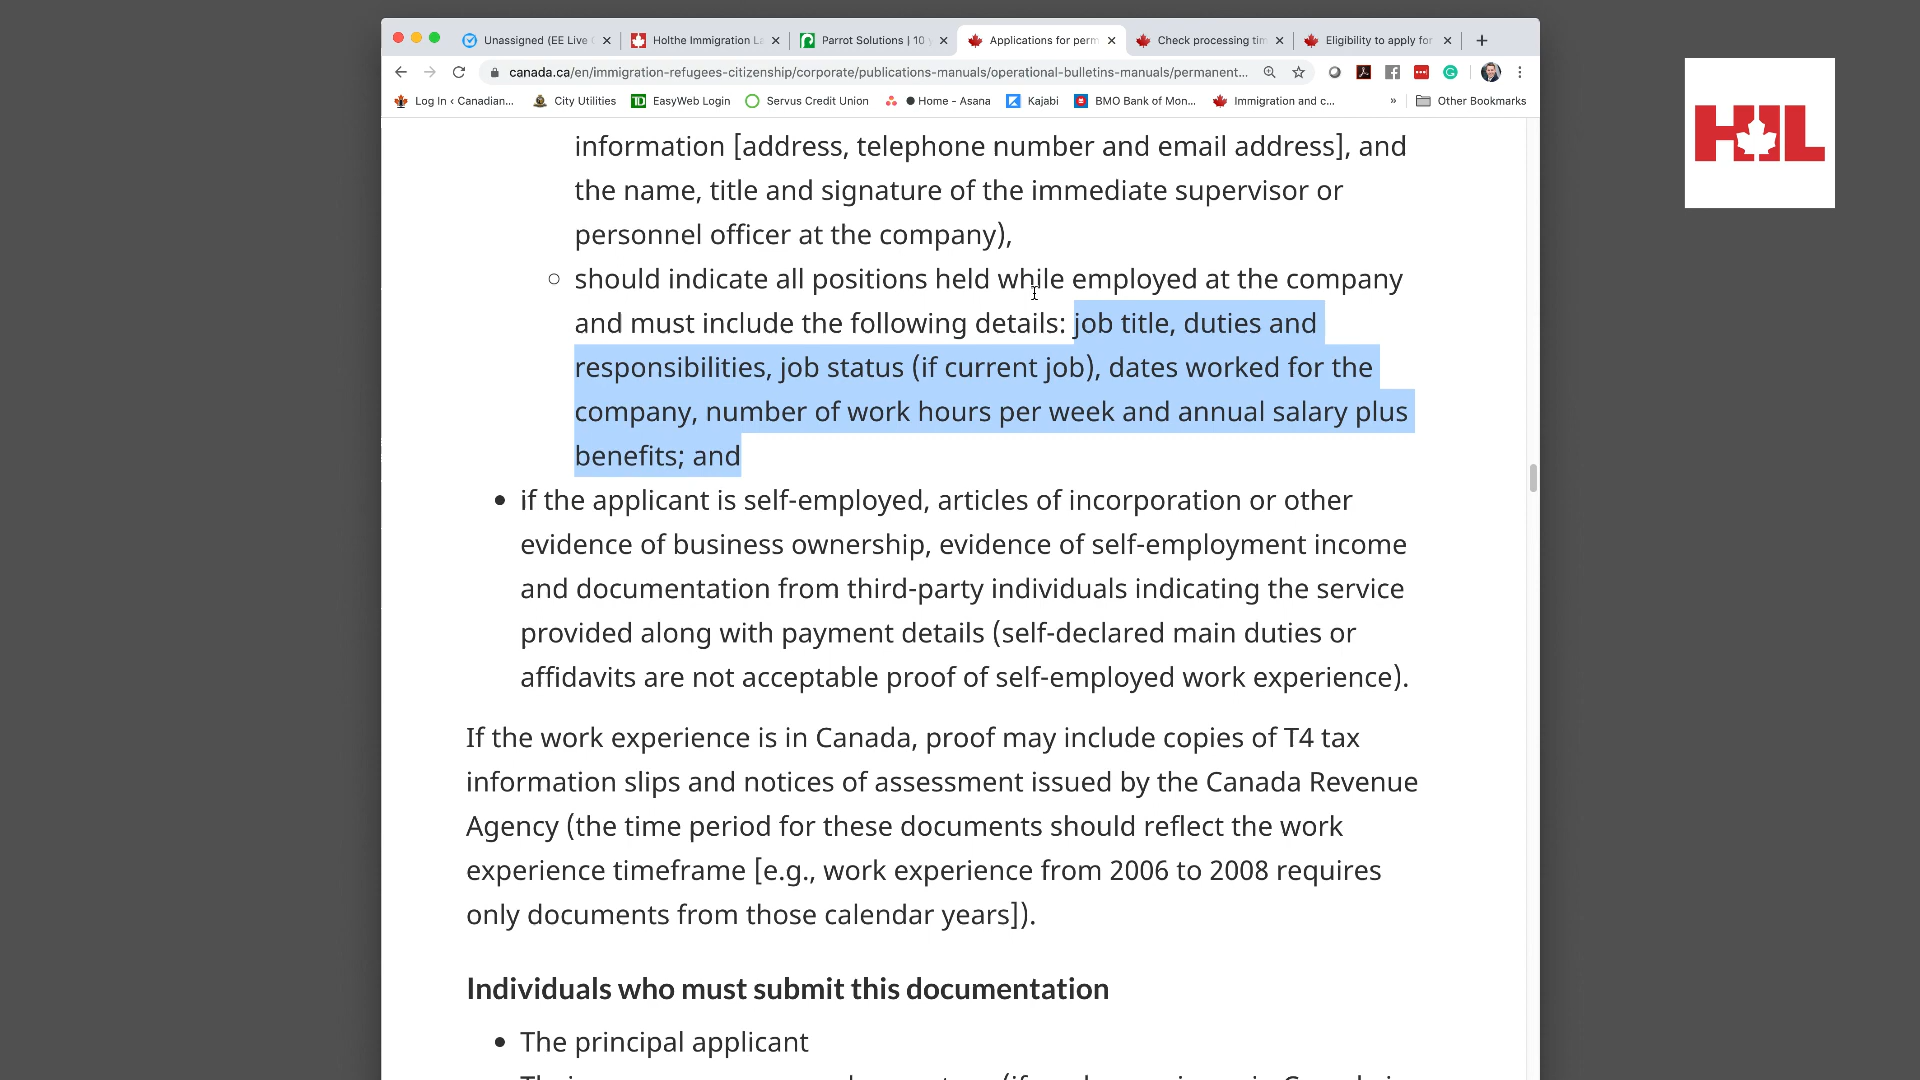 Unassigned (EE Live
Holthe Immigration L
Parrot Solutions | 10
Applications for perm
Check processing tim
Eligibility to apply for
canada.ca/en/immigration-refugees-citizenship/corporate/publications-manuals/operational-bulletins-manuals/permanent...
Log In ‹ Canadian...
City Utilities
EasyWeb Login
Servus Credit Union
Home - Asana
Kajabi
BMO Bank of Mon...
Immigration and c...
»
Other Bookmarks
HL
information [address, telephone number and email address], and
the name, title and signature of the immediate supervisor or
personnel officer at the company),
should indicate all positions held while employed at the company
and must include the following details: job title, duties and
responsibilities, job status (if current job), dates worked for the
company, number of work hours per week and annual salary plus
benefits; and
if the applicant is self-employed, articles of incorporation or other
evidence of business ownership, evidence of self-employment income
and documentation from third-party individuals indicating the service
provided along with payment details (self-declared main duties or
affidavits are not acceptable proof of self-employed work experience).
If the work experience is in Canada, proof may include copies of T4 tax
information slips and notices of assessment issued by the Canada Revenue
Agency (the time period for these documents should reflect the work
experience timeframe [e.g., work experience from 2006 to 2008 requires
only documents from those calendar years]).
Individuals who must submit this documentation
The principal applicant